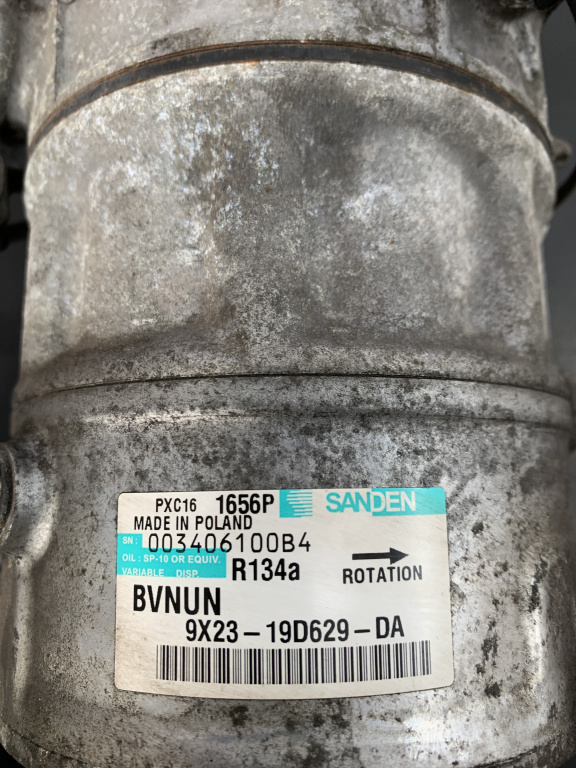 PXC16 1656P SANDEN
MADE IN POLAND
SN: 003406100B4
OIL: SP-10 OR EQUIV.
VARIABLE DISP. R134a ROTATION
BVNUN
9X23-19D629-DA